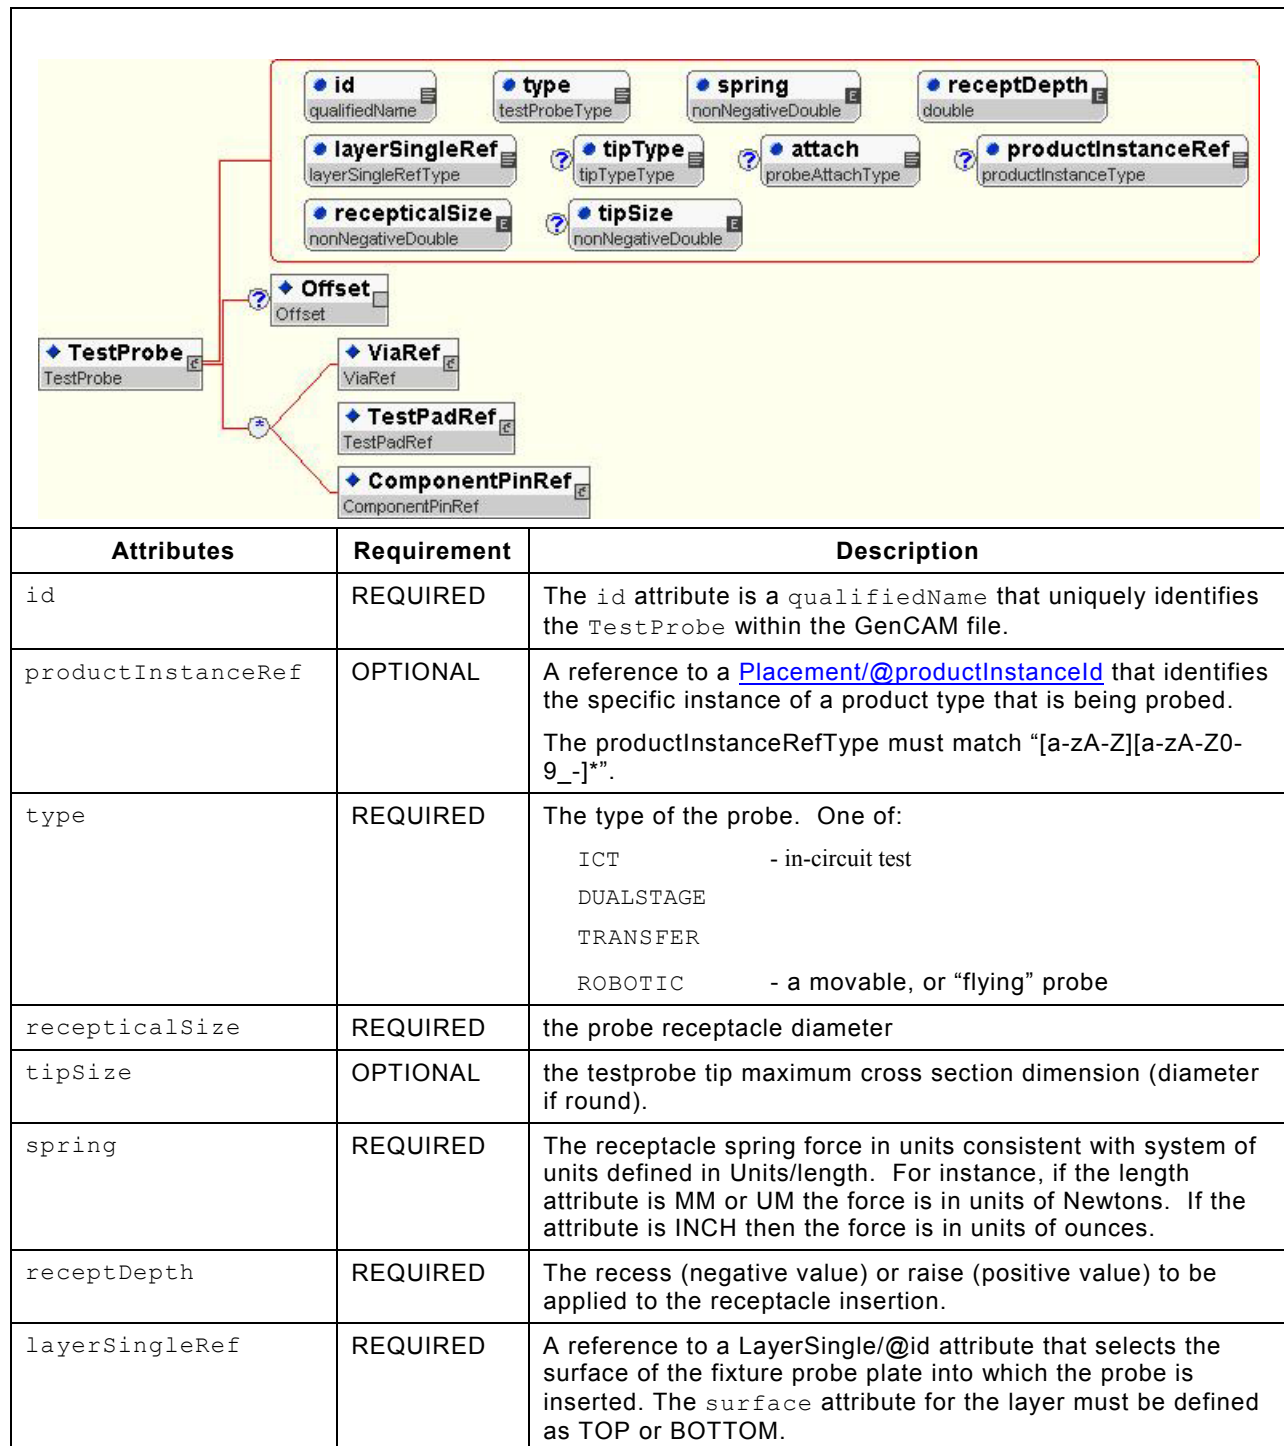 id
qualifiedName
type
testProbeType
spring
nonNegativeDouble
E
receptDepth
double
E
layerSingleRef
layerSingleRefType
?
tipType
tipTypeType
?
attach
probeAttachType
?
productInstanceRef
productInstanceType
recepticalSize
nonNegativeDouble
E
?
tipSize
nonNegativeDouble
E
?
Offset
Offset
TestProbe
TestProbe
ViaRef
ViaRef
*
TestPadRef
TestPadRef
ComponentPinRef
ComponentPinRef
Attributes Requirement Description
id REQUIRED The id attribute is a qualifiedName that uniquely identifies
the TestProbe within the GenCAM file.
productInstanceRef OPTIONAL A reference to a Placement/@productInstanceId that identifies
the specific instance of a product type that is being probed.
The productInstanceRefType must match “[a-zA-Z][a-zA-Z0-
9_-]*”.
type REQUIRED The type of the probe. One of:
ICT - in-circuit test
DUALSTAGE
TRANSFER
ROBOTIC - a movable, or “flying” probe
recepticalSize REQUIRED the probe receptacle diameter
tipSize OPTIONAL the testprobe tip maximum cross section dimension (diameter
if round).
spring REQUIRED The receptacle spring force in units consistent with system of
units defined in Units/length. For instance, if the length
attribute is MM or UM the force is in units of Newtons. If the
attribute is INCH then the force is in units of ounces.
receptDepth REQUIRED The recess (negative value) or raise (positive value) to be
applied to the receptacle insertion.
layerSingleRef REQUIRED A reference to a LayerSingle/@id attribute that selects the
surface of the fixture probe plate into which the probe is
inserted. The surface attribute for the layer must be defined
as TOP or BOTTOM.